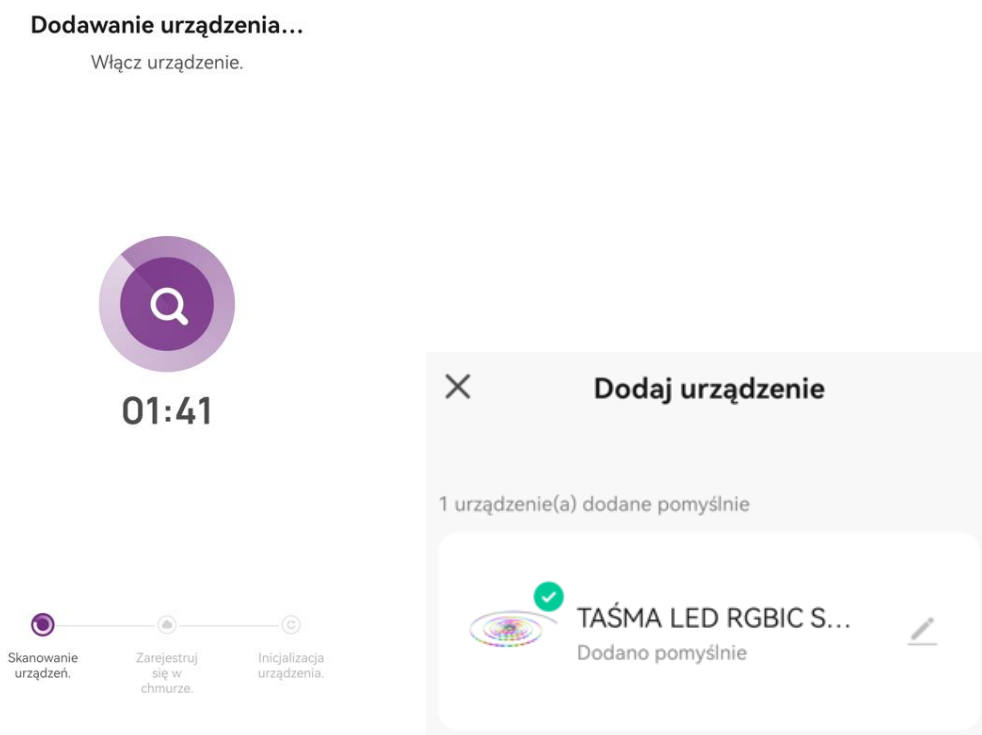 Dodawanie urządzenia...
Włącz urządzenie.
01:41
Skanowanie
urządzeń.
Zarejestruj
się w
chmurze.
Inicjalizacja
urządzenia.
Dodaj urządzenie
1 urządzenie(a) dodane pomyślnie
TAŚMA LED RGBIC S...
Dodano pomyślnie